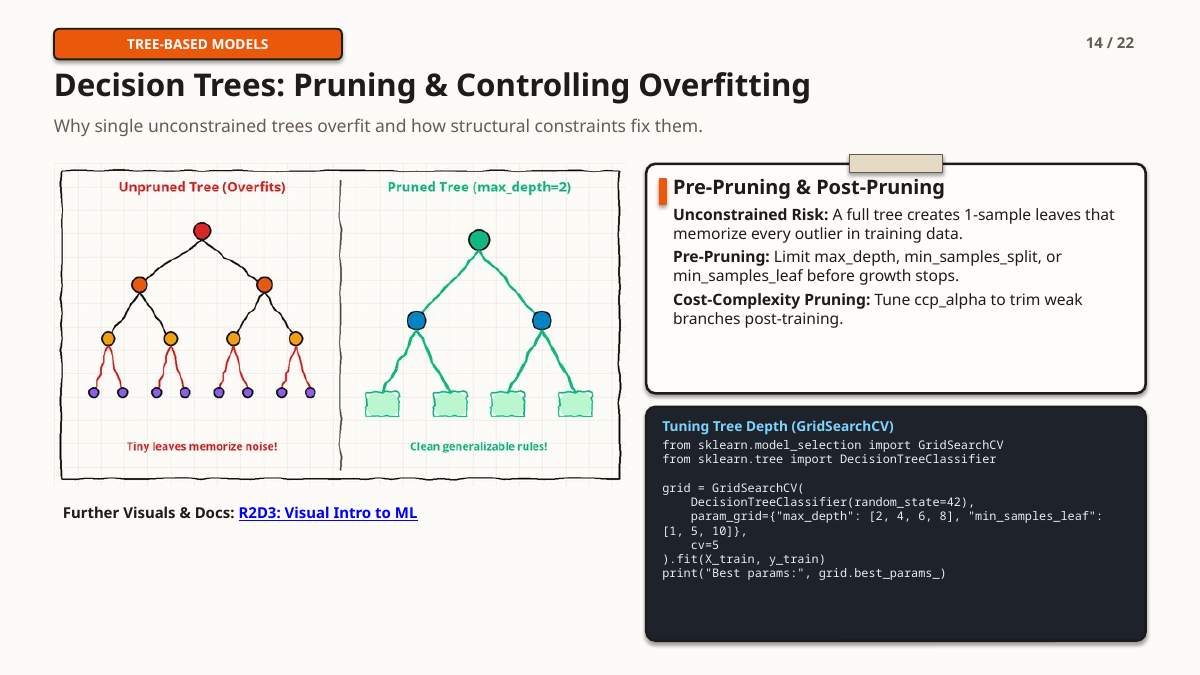 TREE-BASED MODELS
14 / 22
Decision Trees: Pruning & Controlling Overfitting
Why single unconstrained trees overfit and how structural constraints fix them.
Unpruned Tree (Overfits)
Pruned Tree (max_depth=2)
Tiny leaves memorize noise!
Clean generalizable rules!
Further Visuals & Docs: R2D3: Visual Intro to ML
Pre-Pruning & Post-Pruning
Unconstrained Risk: A full tree creates 1-sample leaves that
memorize every outlier in training data.
Pre-Pruning: Limit max_depth, min_samples_split, or
min_samples_leaf before growth stops.
Cost-Complexity Pruning: Tune ccp_alpha to trim weak
branches post-training.
Tuning Tree Depth (GridSearchCV)
from sklearn.model_selection import GridSearchCV
from sklearn.tree import DecisionTreeClassifier
grid = GridSearchCV(
    DecisionTreeClassifier(random_state=42),
    param_grid={"max_depth": [2, 4, 6, 8], "min_samples_leaf":
[1, 5, 10]},
    cv=5
).fit(X_train, y_train)
print("Best params:", grid.best_params_)